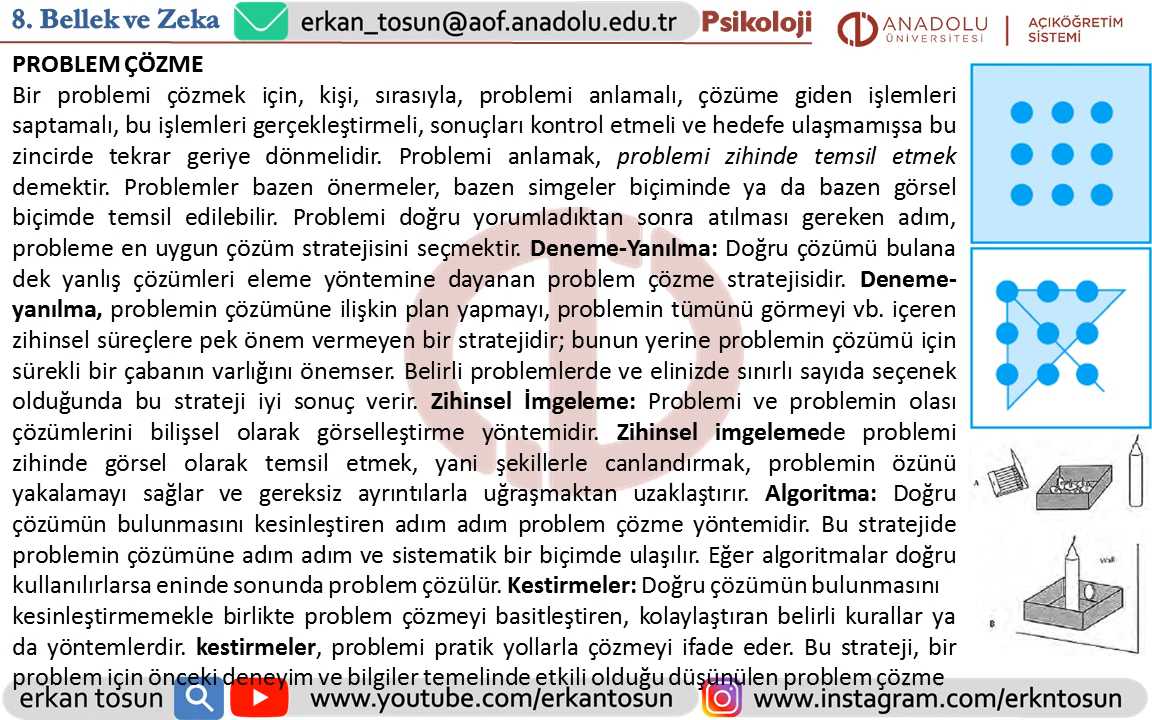 8. Bellek ve Zeka
erkan_tosun@aof.anadolu.edu.tr
Psikoloji
ANADOLU
ÜNİVERSİTESİ
AÇIKÖĞRETİM
SİSTEMİ
PROBLEM ÇÖZME
Bir problemi çözmek için, kişi, sırasıyla, problemi anlamalı, çözüme giden işlemleri
saptamalı, bu işlemleri gerçekleştirmeli, sonuçları kontrol etmeli ve hedefe ulaşmamışsa bu
zincirde tekrar geriye dönmelidir. Problemi anlamak, problemi zihinde temsil etmek
demektir. Problemler bazen önermeler, bazen simgeler biçiminde ya da bazen görsel
biçimde temsil edilebilir. Problemi doğru yorumladıktan sonra atılması gereken adım,
probleme en uygun çözüm stratejisini seçmektir. Deneme-Yanılma: Doğru çözümü bulana
dek yanlış çözümleri eleme yöntemine dayanan problem çözme stratejisidir. Deneme-
yanılma, problemin çözümüne ilişkin plan yapmayı, problemin tümünü görmeyi vb. içeren
zihinsel süreçlere pek önem vermeyen bir stratejidir; bunun yerine problemin çözümü için
sürekli bir çabanın varlığını önemser. Belirli problemlerde ve elinizde sınırlı sayıda seçenek
olduğunda bu strateji iyi sonuç verir. Zihinsel İmgeleme: Problemi ve problemin olası
çözümlerini bilişsel olarak görselleştirme yöntemidir. Zihinsel imgelemede problemi
zihinde görsel olarak temsil etmek, yani şekillerle canlandırmak, problemin özünü
yakalamayı sağlar ve gereksiz ayrıntılarla uğraşmaktan uzaklaştırır. Algoritma: Doğru
çözümün bulunmasını kesinleştiren adım adım problem çözme yöntemidir. Bu stratejide
problemin çözümüne adım adım ve sistematik bir biçimde ulaşılır. Eğer algoritmalar doğru
kullanılırlarsa eninde sonunda problem çözülür. Kestirmeler: Doğru çözümün bulunmasını
kesinleştirmemekle birlikte problem çözmeyi basitleştiren, kolaylaştıran belirli kurallar ya
da yöntemlerdir. kestirmeler, problemi pratik yollarla çözmeyi ifade eder. Bu strateji, bir
problem için önceki deneyim ve bilgiler temelinde etkili olduğu düşünülen problem çözme
A
Wall
B
erkan tosun
www.youtube.com/erkantosun
www.instagram.com/erkntosun